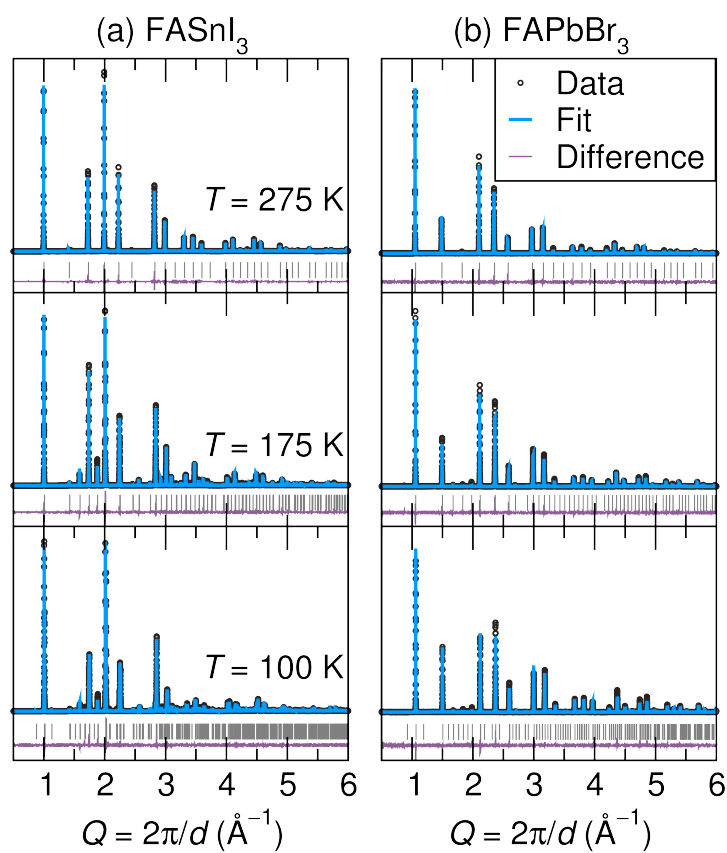 (a) FASnI₃
(b) FAPbBr₃
Data
Fit
Difference
T = 275 K
T = 175 K
T = 100 K
1 2 3 4 5 6
1 2 3 4 5 6
Q = 2π/d (Å⁻¹)
Q = 2π/d (Å⁻¹)